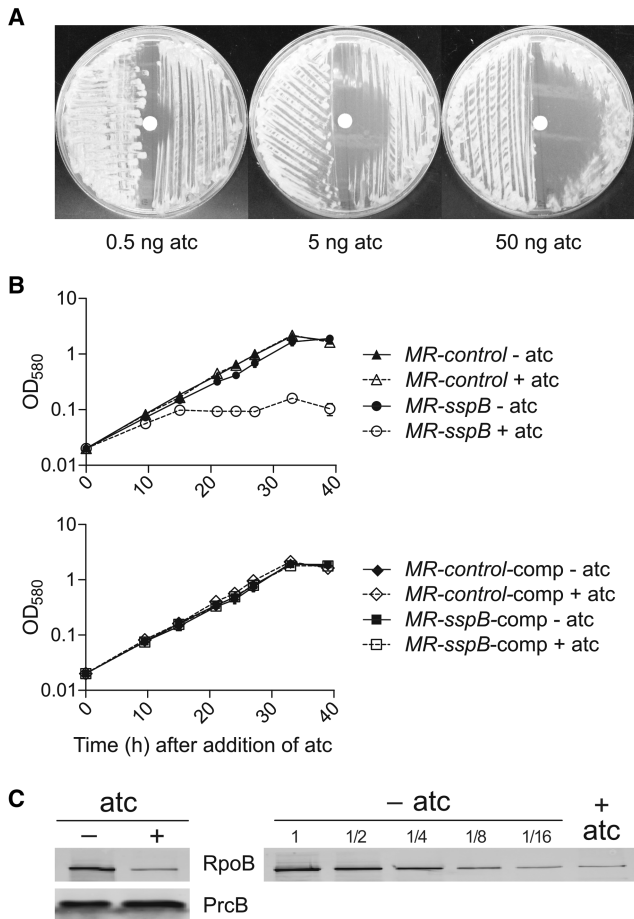 A
0.5 ng atc 5 ng atc 50 ng atc
B
10
1
0.1
0.01
OD580
0 10 20 30 40
MR-control - atc
MR-control + atc
MR-sspB - atc
MR-sspB + atc
10
1
0.1
0.01
OD580
0 10 20 30 40
Time (h) after addition of atc
MR-control-comp - atc
MR-control-comp + atc
MR-sspB-comp - atc
MR-sspB-comp + atc
C
atc
− +
RpoB
PrcB
− atc
1 1/2 1/4 1/8 1/16
+
atc